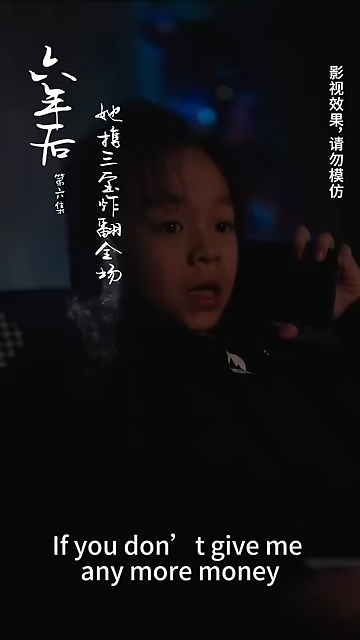 六年后
第六集
她携三宝炸翻全场
影视效果,请勿模仿
If you don't give me
any more money